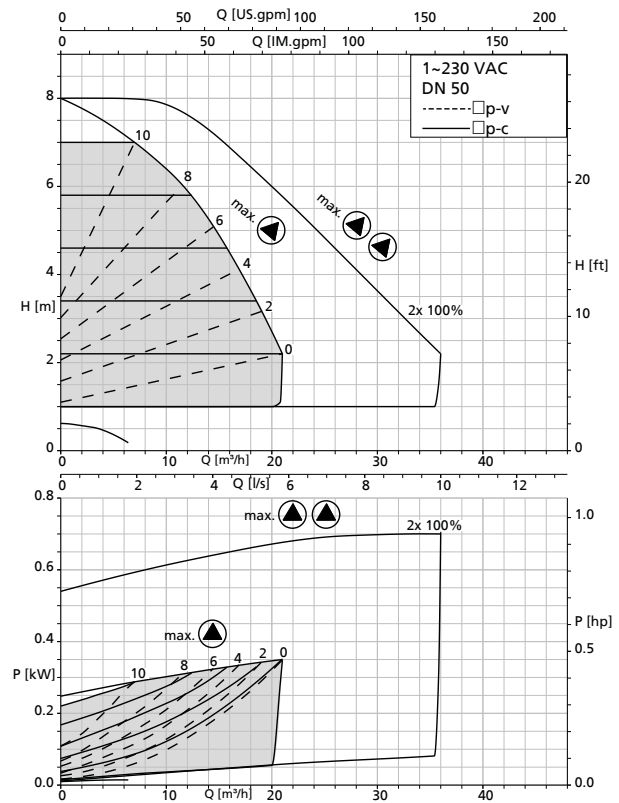 0 50 Q [US.gpm] 100 150 200
0 50 Q [IM.gpm] 100 150
1~230 VAC
DN 50
□p-v
□p-c
8
10
8
6
max.
max.
6
20
4
4
H [m]
H [ft]
2
2x 100%
10
2
0
0
0
0 10 Q [m³/h] 20 30 40
0 2 4 Q [l/s] 6 8 10 12
0.8
max.
2x 100%
1.0
0.6
0.4
max.
P [kW]
10 8 6 4 2 0
P [hp]
0.5
0.2
0.0
0.0
0 10 Q [m³/h] 20 30 40